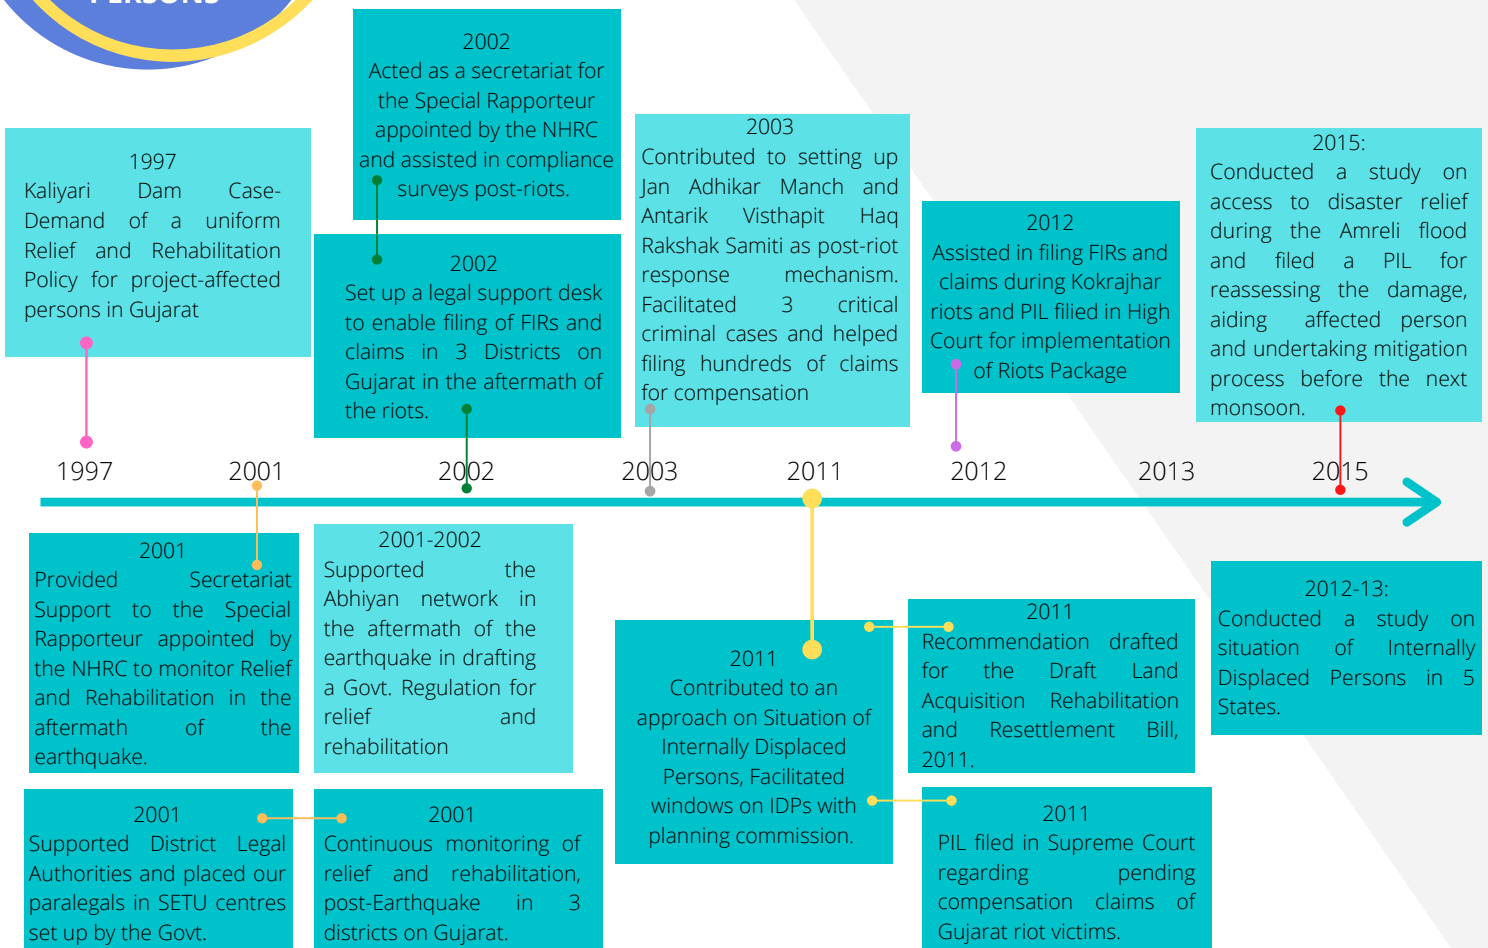 PERSONS
2002
Acted as a secretariat for
the Special Rapporteur
appointed by the NHRC
and assisted in compliance
surveys post-riots.
1997
Kaliyari Dam Case-
Demand of a uniform
Relief and Rehabilitation
Policy for project-affected
persons in Gujarat
2002
Set up a legal support desk
to enable filing of FIRs and
claims in 3 Districts on
Gujarat in the aftermath of
the riots.
2003
Contributed to setting up
Jan Adhikar Manch and
Antarik Visthapit Haq
Rakshak Samiti as post-riot
response mechanism.
Facilitated 3 critical
criminal cases and helped
filing hundreds of claims
for compensation
2012
Assisted in filing FIRs and
claims during Kokrajhar
riots and PIL filied in High
Court for implementation
of Riots Package
2015:
Conducted a study on
access to disaster relief
during the Amreli flood
and filed a PIL for
reassessing the damage,
aiding affected person
and undertaking mitigation
process before the next
monsoon.
1997 2001 2002 2003 2011 2012 2013 2015
2001
Provided Secretariat
Support to the Special
Rapporteur appointed by
the NHRC to monitor Relief
and Rehabilitation in the
aftermath of the
earthquake.
2001-2002
Supported the
Abhiyan network in
the aftermath of the
earthquake in drafting
a Govt. Regulation for
relief and
rehabilitation
2011
Contributed to an
approach on Situation of
Internally Displaced
Persons, Facilitated
windows on IDPs with
planning commission.
2011
Recommendation drafted
for the Draft Land
Acquisition Rehabilitation
and Resettlement Bill,
2011.
2012-13:
Conducted a study on
situation of Internally
Displaced Persons in 5
States.
2001
Supported District Legal
Authorities and placed our
paralegals in SETU centres
set up by the Govt.
2001
Continuous monitoring of
relief and rehabilitation,
post-Earthquake in 3
districts on Gujarat.
2011
PIL filed in Supreme Court
regarding pending
compensation claims of
Gujarat riot victims.